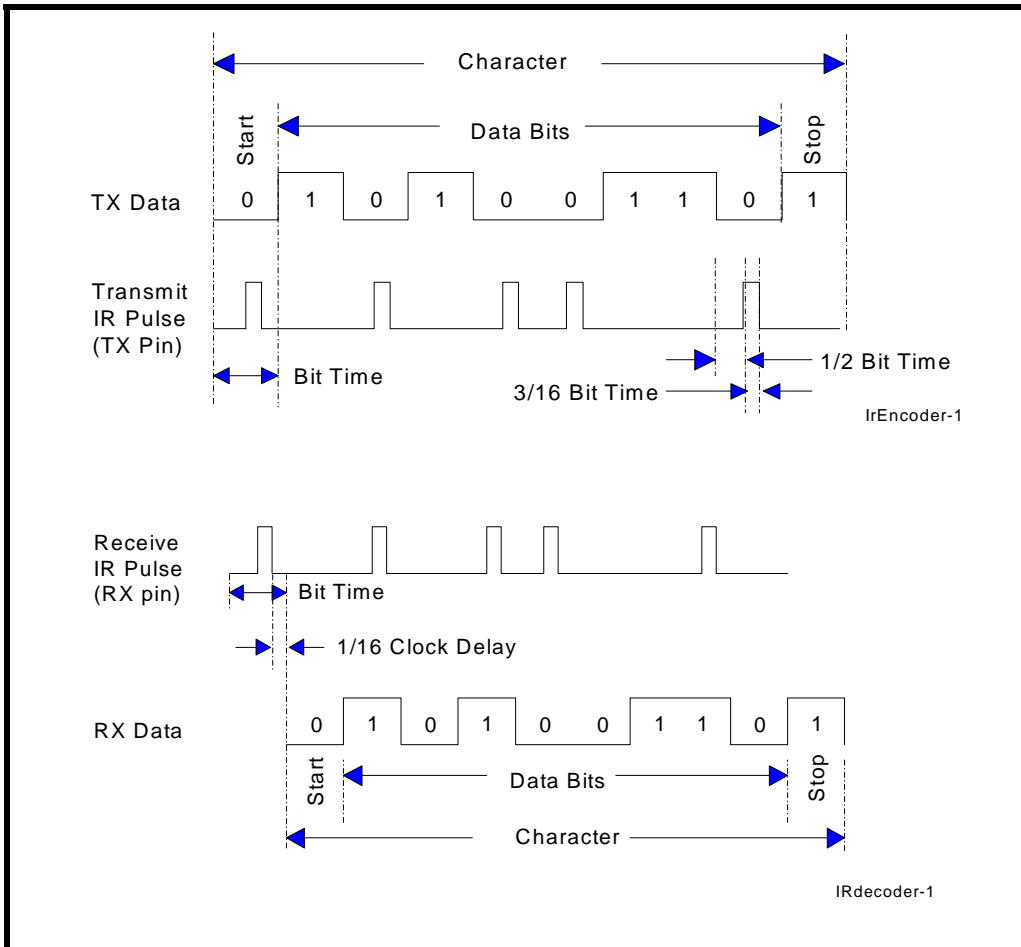 Character
Start
Data Bits
Stop
TX Data
0 1 0 1 0 0 1 1 0 1
Transmit
IR Pulse
(TX Pin)
Bit Time
1/2 Bit Time
3/16 Bit Time
IrEncoder-1
Receive
IR Pulse
(RX pin)
Bit Time
1/16 Clock Delay
RX Data
0 1 0 1 0 0 1 1 0 1
Start
Data Bits
Stop
Character
IRdecoder-1